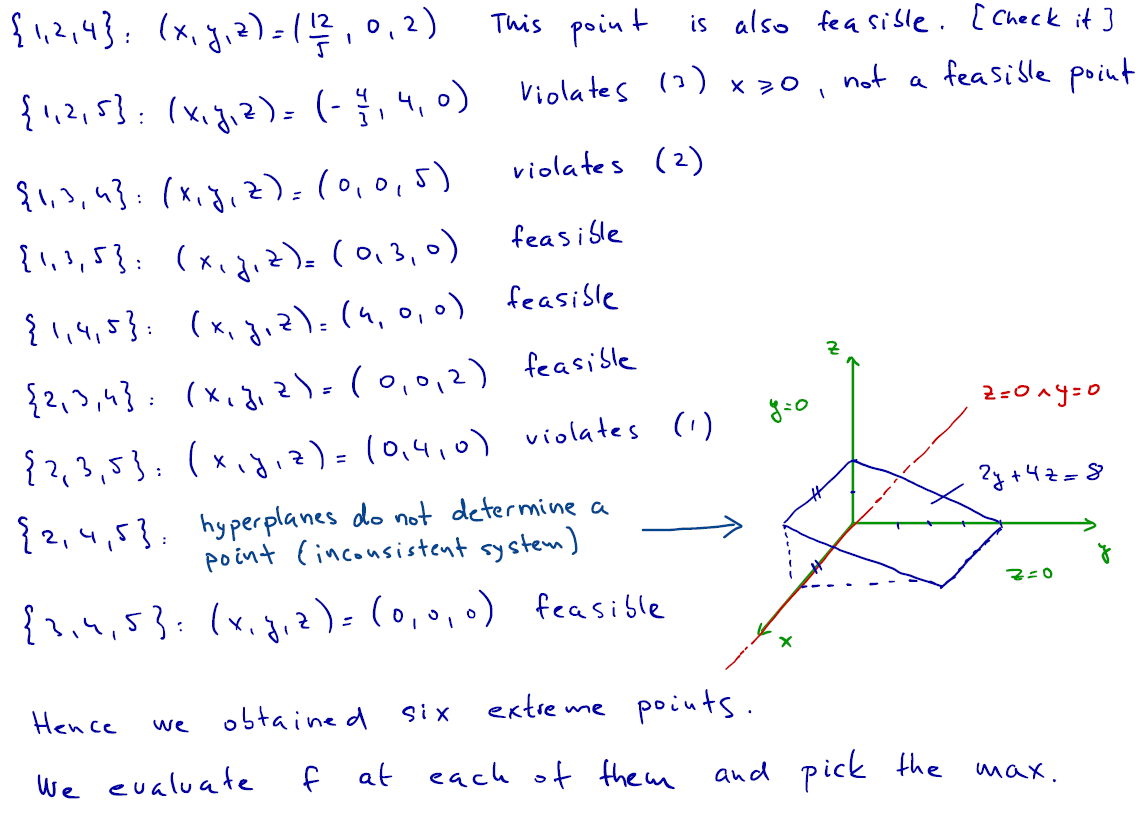 {1,2,4}: (x,y,z)=(12/5, 0, 2) This point is also feasible. [Check it]
{1,2,5}: (x,y,z)=(-4/3, 4, 0) Violates (3) x≥0, not a feasible point
{1,3,4}: (x,y,z)=(0,0,5) violates (2)
{1,3,5}: (x,y,z)=(0,3,0) feasible
{1,4,5}: (x,y,z)=(4,0,0) feasible
{2,3,4}: (x,y,z)=(0,0,2) feasible
{2,3,5}: (x,y,z)=(0,4,0) violates (1)
{2,4,5}: hyperplanes do not determine a
point (inconsistent system)
{3,4,5}: (x,y,z)=(0,0,0) feasible
z
y=0
z=0 ∧ y=0
2y+4z=8
y
z=0
x
Hence we obtained six extreme points.
We evaluate f at each of them and pick the max.